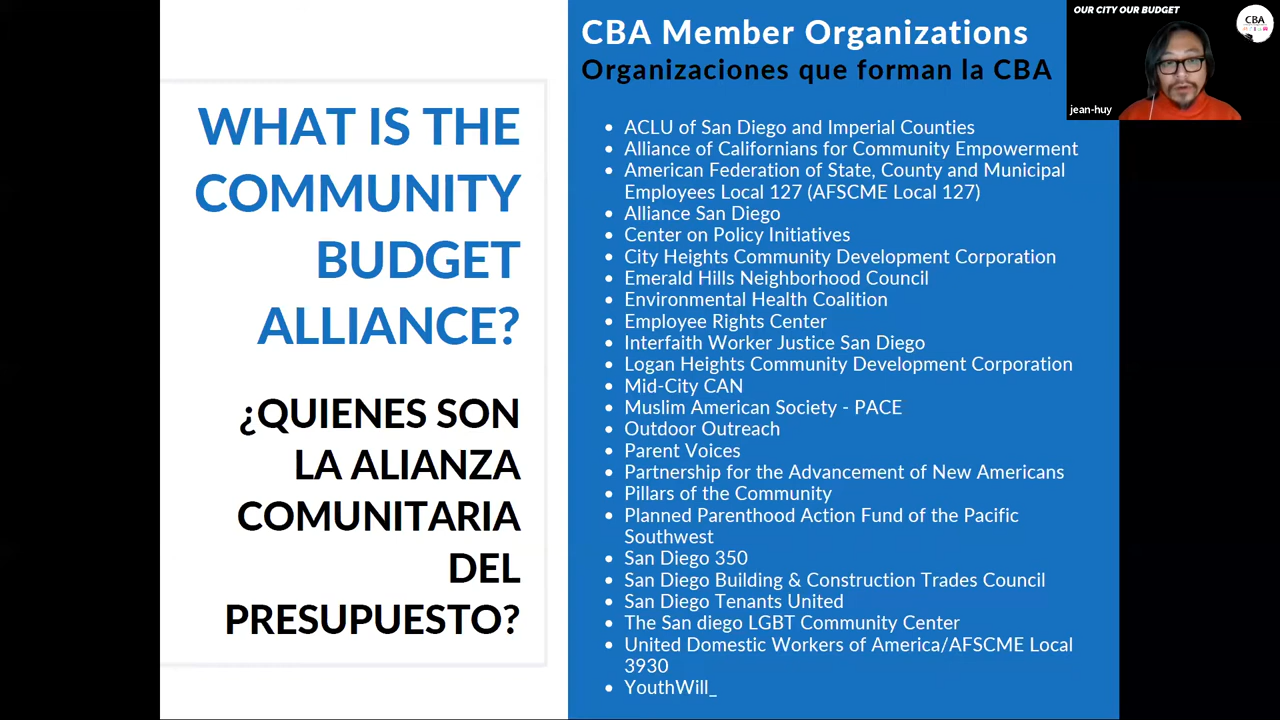 WHAT IS THE
COMMUNITY
BUDGET
ALLIANCE?
¿QUIENES SON
LA ALIANZA
COMUNITARIA
DEL
PRESUPUESTO?
CBA Member Organizations
Organizaciones que forman la CBA
• ACLU of San Diego and Imperial Counties
• Alliance of Californians for Community Empowerment
• American Federation of State, County and Municipal
Employees Local 127 (AFSCME Local 127)
• Alliance San Diego
• Center on Policy Initiatives
• City Heights Community Development Corporation
• Emerald Hills Neighborhood Council
• Environmental Health Coalition
• Employee Rights Center
• Interfaith Worker Justice San Diego
• Logan Heights Community Development Corporation
• Mid-City CAN
• Muslim American Society - PACE
• Outdoor Outreach
• Parent Voices
• Partnership for the Advancement of New Americans
• Pillars of the Community
• Planned Parenthood Action Fund of the Pacific
Southwest
• San Diego 350
• San Diego Building & Construction Trades Council
• San Diego Tenants United
• The San diego LGBT Community Center
• United Domestic Workers of America/AFSCME Local
3930
• YouthWill_
OUR CITY OUR BUDGET
CBA
jean-huy